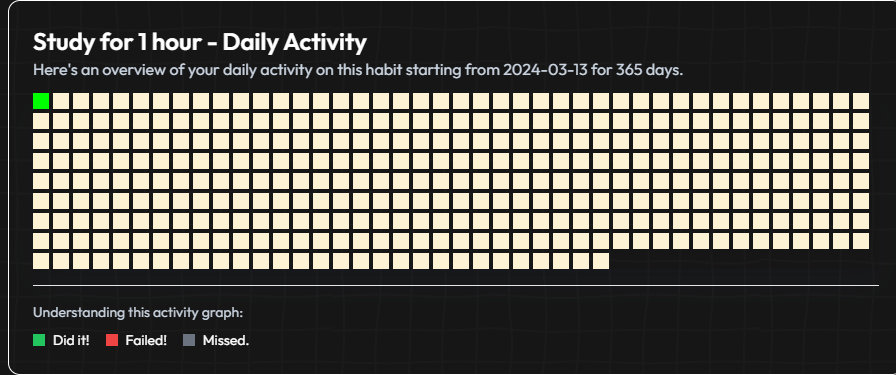 Study for 1 hour - Daily Activity
Here's an overview of your daily activity on this habit starting from 2024-03-13 for 365 days.
Understanding this activity graph:
Did it! Failed! Missed.